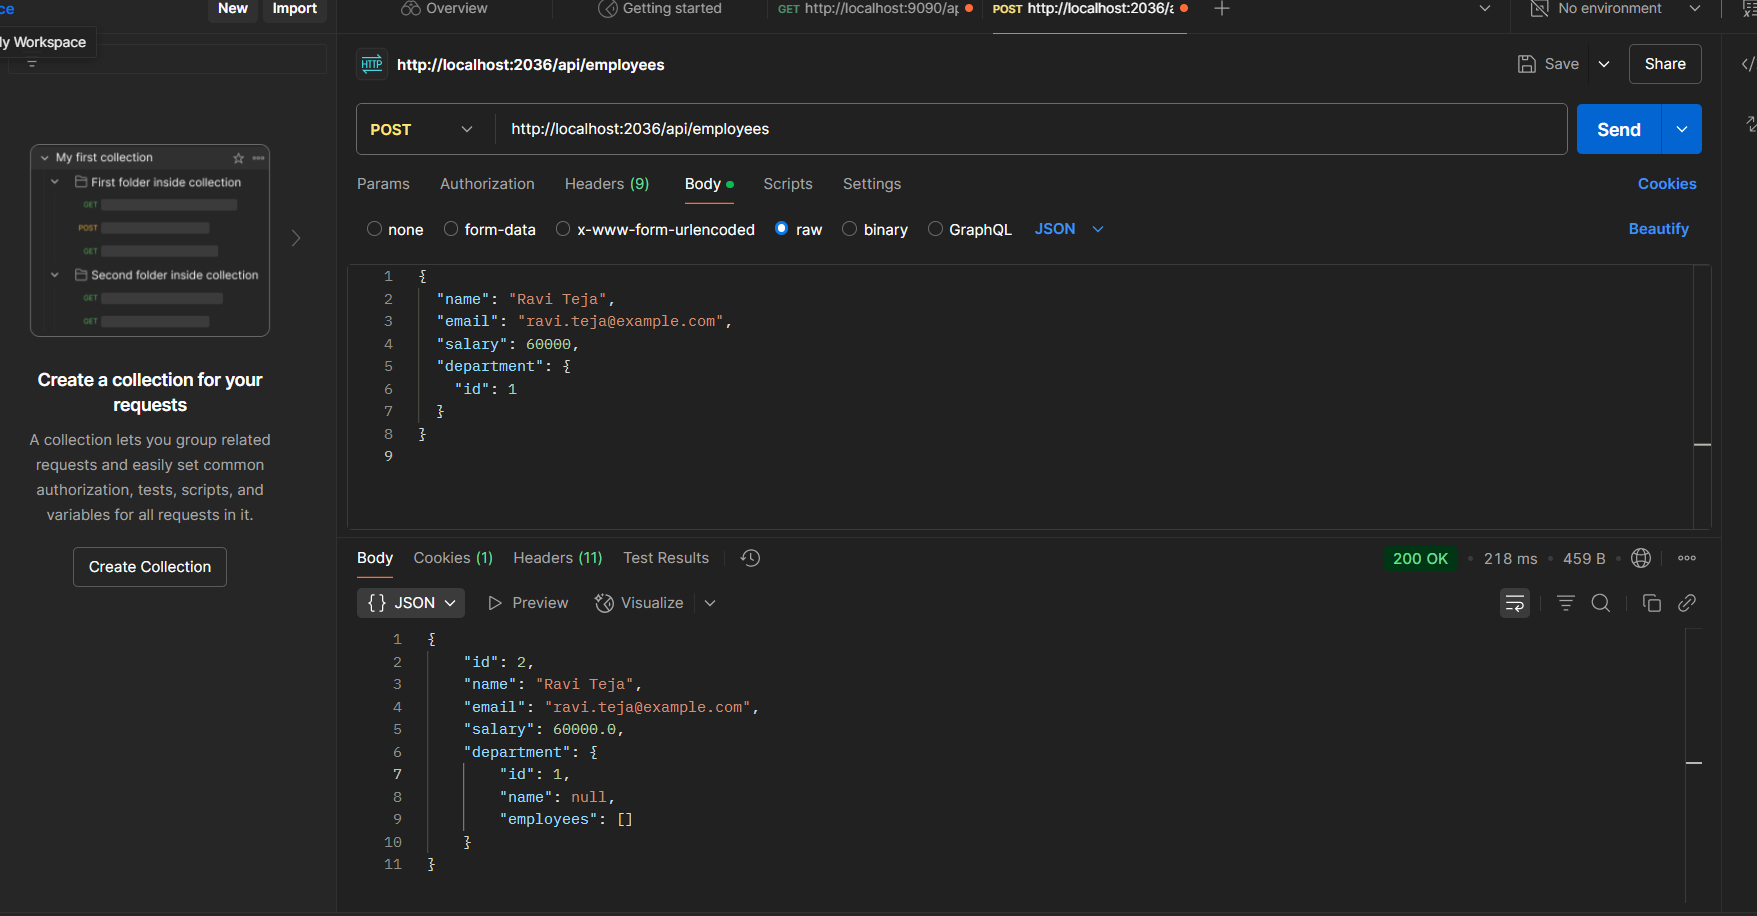 ce
New
Import
Overview
Getting started
GET http://localhost:9090/ap
POST http://localhost:2036/a
No environment
My Workspace
HTTP
http://localhost:2036/api/employees
Save
Share
POST
http://localhost:2036/api/employees
Send
Params
Authorization
Headers (9)
Body
Scripts
Settings
Cookies
none
form-data
x-www-form-urlencoded
raw
binary
GraphQL
JSON
Beautify
1 {
2 "name": "Ravi Teja",
3 "email": "ravi.teja@example.com",
4 "salary": 60000,
5 "department": {
6 "id": 1
7 }
8 }
9
My first collection
First folder inside collection
GET
POST
GET
Second folder inside collection
GET
GET
Create a collection for your
requests
A collection lets you group related
requests and easily set common
authorization, tests, scripts, and
variables for all requests in it.
Create Collection
Body
Cookies (1)
Headers (11)
Test Results
200 OK
218 ms
459 B
{} JSON
Preview
Visualize
1 {
2 "id": 2,
3 "name": "Ravi Teja",
4 "email": "ravi.teja@example.com",
5 "salary": 60000.0,
6 "department": {
7 "id": 1,
8 "name": null,
9 "employees": []
10 }
11 }